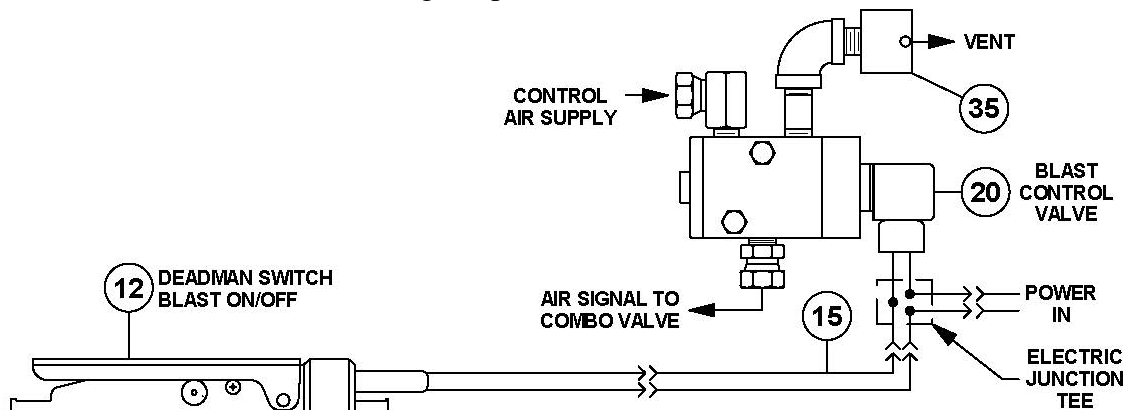 VENT
CONTROL
AIR SUPPLY
35
20
BLAST
CONTROL
VALVE
12
DEADMAN SWITCH
BLAST ON/OFF
AIR SIGNAL TO
COMBO VALVE
15
POWER
IN
ELECTRIC
JUNCTION
TEE